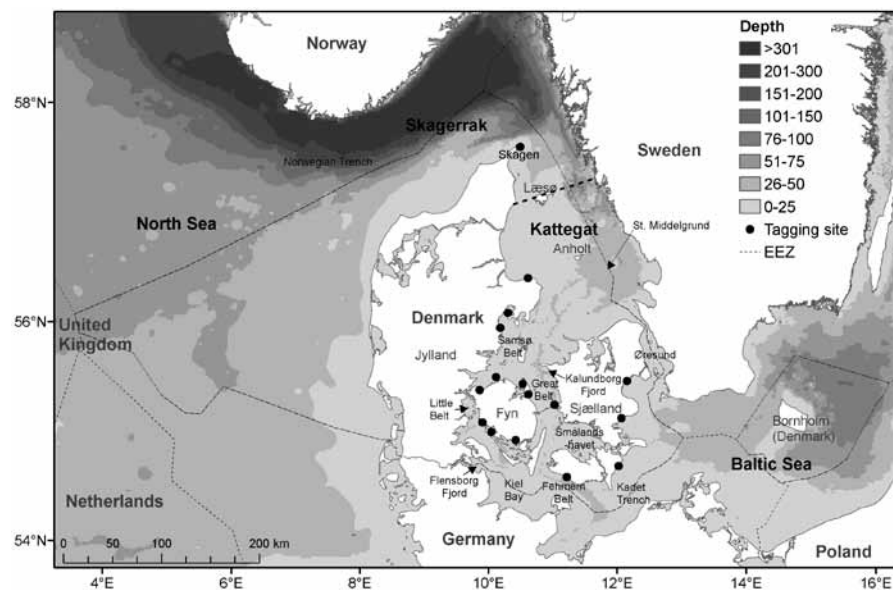 Norway
Depth
>301
201-300
151-200
101-150
76-100
51-75
26-50
0-25
Tagging site
EEZ
58°N
Skagerrak
Skagen
Norwegian Trench
Sweden
Læsø
North Sea
Kattegat
St. Middelgrund
Anholt
56°N
United
Kingdom
Denmark
Jylland
Samsø
Belt
Øresund
Kalundborg
Fjord
Great
Belt
Little
Belt
Fyn
Sjælland
Smålands
-havet
Bornholm
(Denmark)
Baltic Sea
Netherlands
Flensborg
Fjord
Kiel
Bay
Fehmern
Belt
Kadet
Trench
54°N
Germany
Poland
0 50 100 200 km
4°E 6°E 8°E 10°E 12°E 14°E 16°E